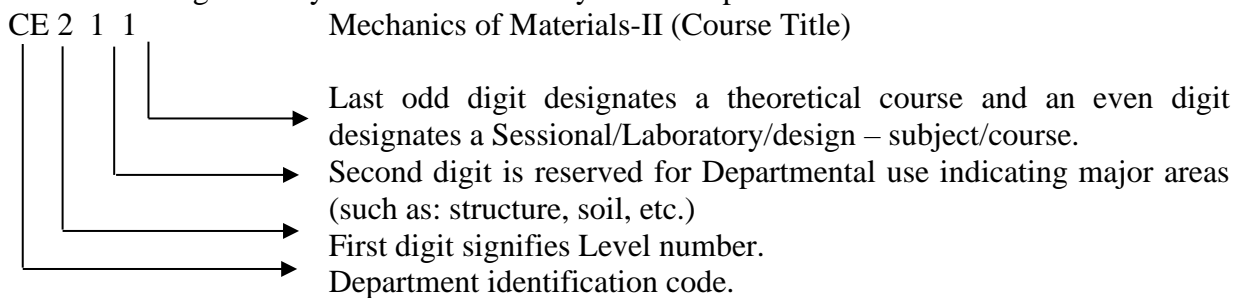 CE 2 1 1 Mechanics of Materials-II (Course Title)
Last odd digit designates a theoretical course and an even digit
designates a Sessional/Laboratory/design – subject/course.
Second digit is reserved for Departmental use indicating major areas
(such as: structure, soil, etc.)
First digit signifies Level number.
Department identification code.